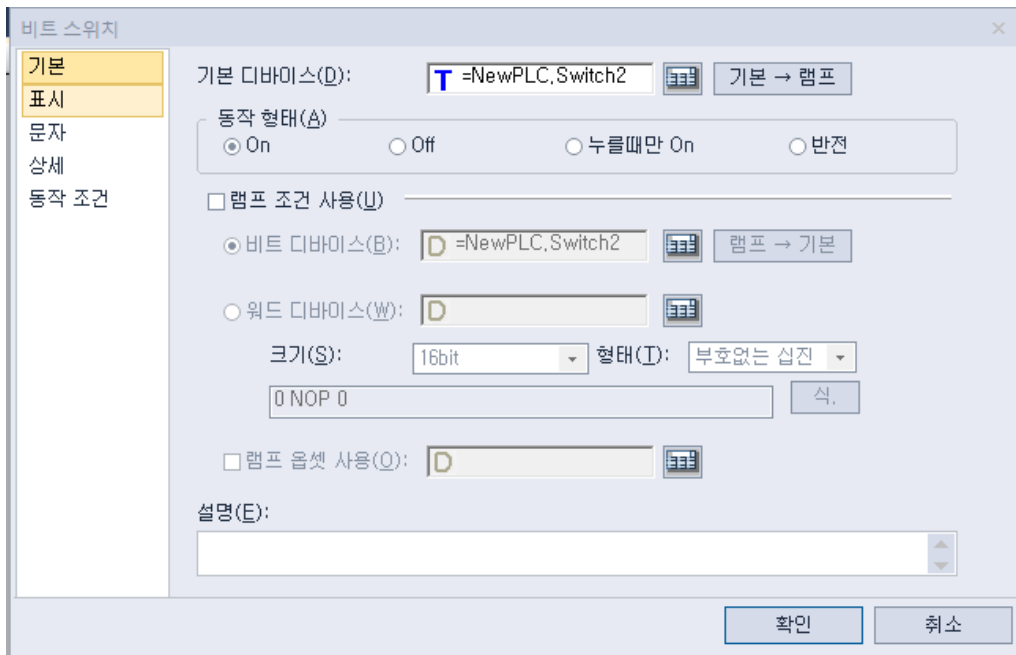 비트 스위치
기본
표시
문자
상세
동작 조건
기본 디바이스(D): T =NewPLC,Switch2 기본 → 램프
동작 형태(A)
On Off 누를때만 On 반전
램프 조건 사용(U)
비트 디바이스(B): D =NewPLC,Switch2 램프 → 기본
워드 디바이스(W): D
크기(S): 16bit 형태(T): 부호없는 십진
0 NOP 0 식.
램프 옵셋 사용(O): D
설명(E):
확인 취소